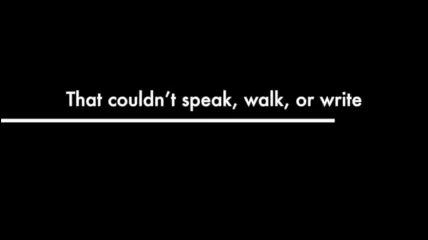 That couldn’t speak, walk, or write